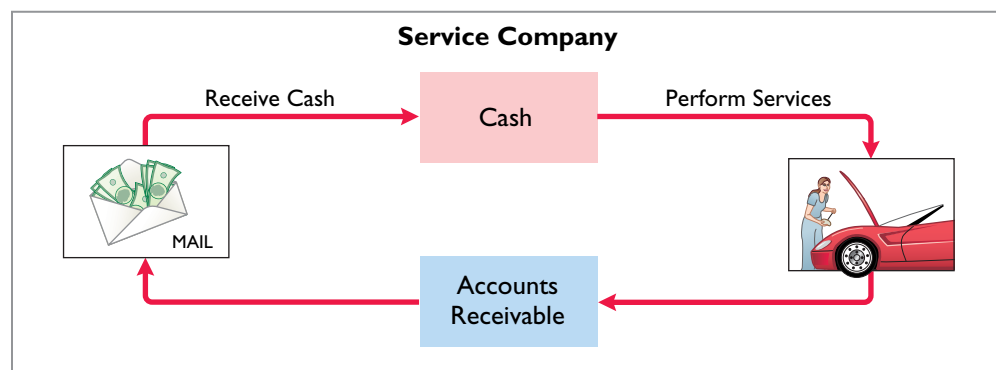 Service Company
Receive Cash
Cash
Perform Services
MAIL
Accounts
Receivable